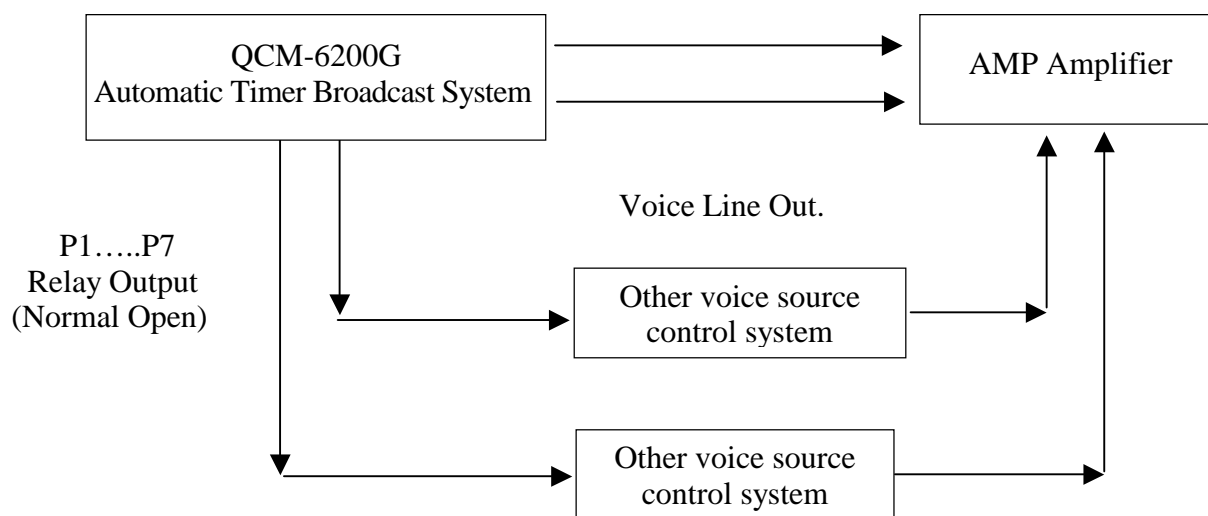 QCM-6200G
Automatic Timer Broadcast System
AMP Amplifier
Voice Line Out.
P1…..P7
Relay Output
(Normal Open)
Other voice source
control system
Other voice source
control system